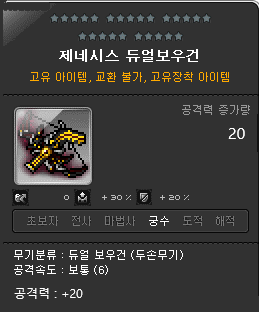 제네시스 듀얼보우건
고유 아이템, 교환 불가, 고유장착 아이템
공격력 증가량
20
0 +30% +20%
초보자 전사 마법사 궁수 도적 해적
무기분류 : 듀얼 보우건 (두손무기)
공격속도 : 보통 (6)
공격력 : +20